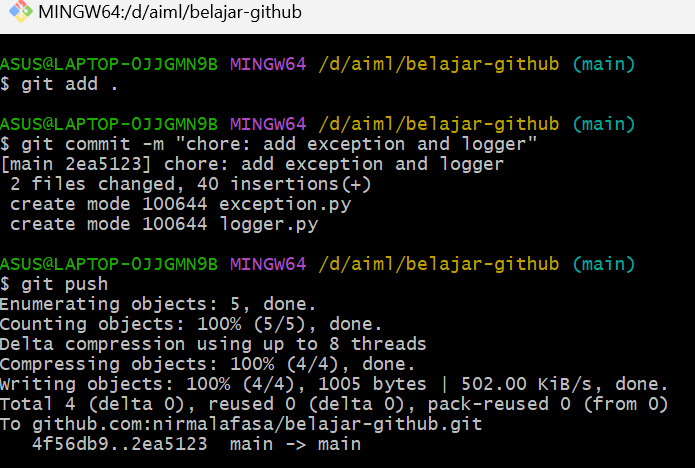 MINGW64:/d/aiml/belajar-github
ASUS@LAPTOP-OJJGMN9B MINGW64 /d/aiml/belajar-github (main)
$ git add .
ASUS@LAPTOP-OJJGMN9B MINGW64 /d/aiml/belajar-github (main)
$ git commit -m "chore: add exception and logger"
[main 2ea5123] chore: add exception and logger
 2 files changed, 40 insertions(+)
 create mode 100644 exception.py
 create mode 100644 logger.py
ASUS@LAPTOP-OJJGMN9B MINGW64 /d/aiml/belajar-github (main)
$ git push
Enumerating objects: 5, done.
Counting objects: 100% (5/5), done.
Delta compression using up to 8 threads
Compressing objects: 100% (4/4), done.
Writing objects: 100% (4/4), 1005 bytes | 502.00 KiB/s, done.
Total 4 (delta 0), reused 0 (delta 0), pack-reused 0 (from 0)
To github.com:nirmalafasa/belajar-github.git
   4f56db9..2ea5123  main -> main